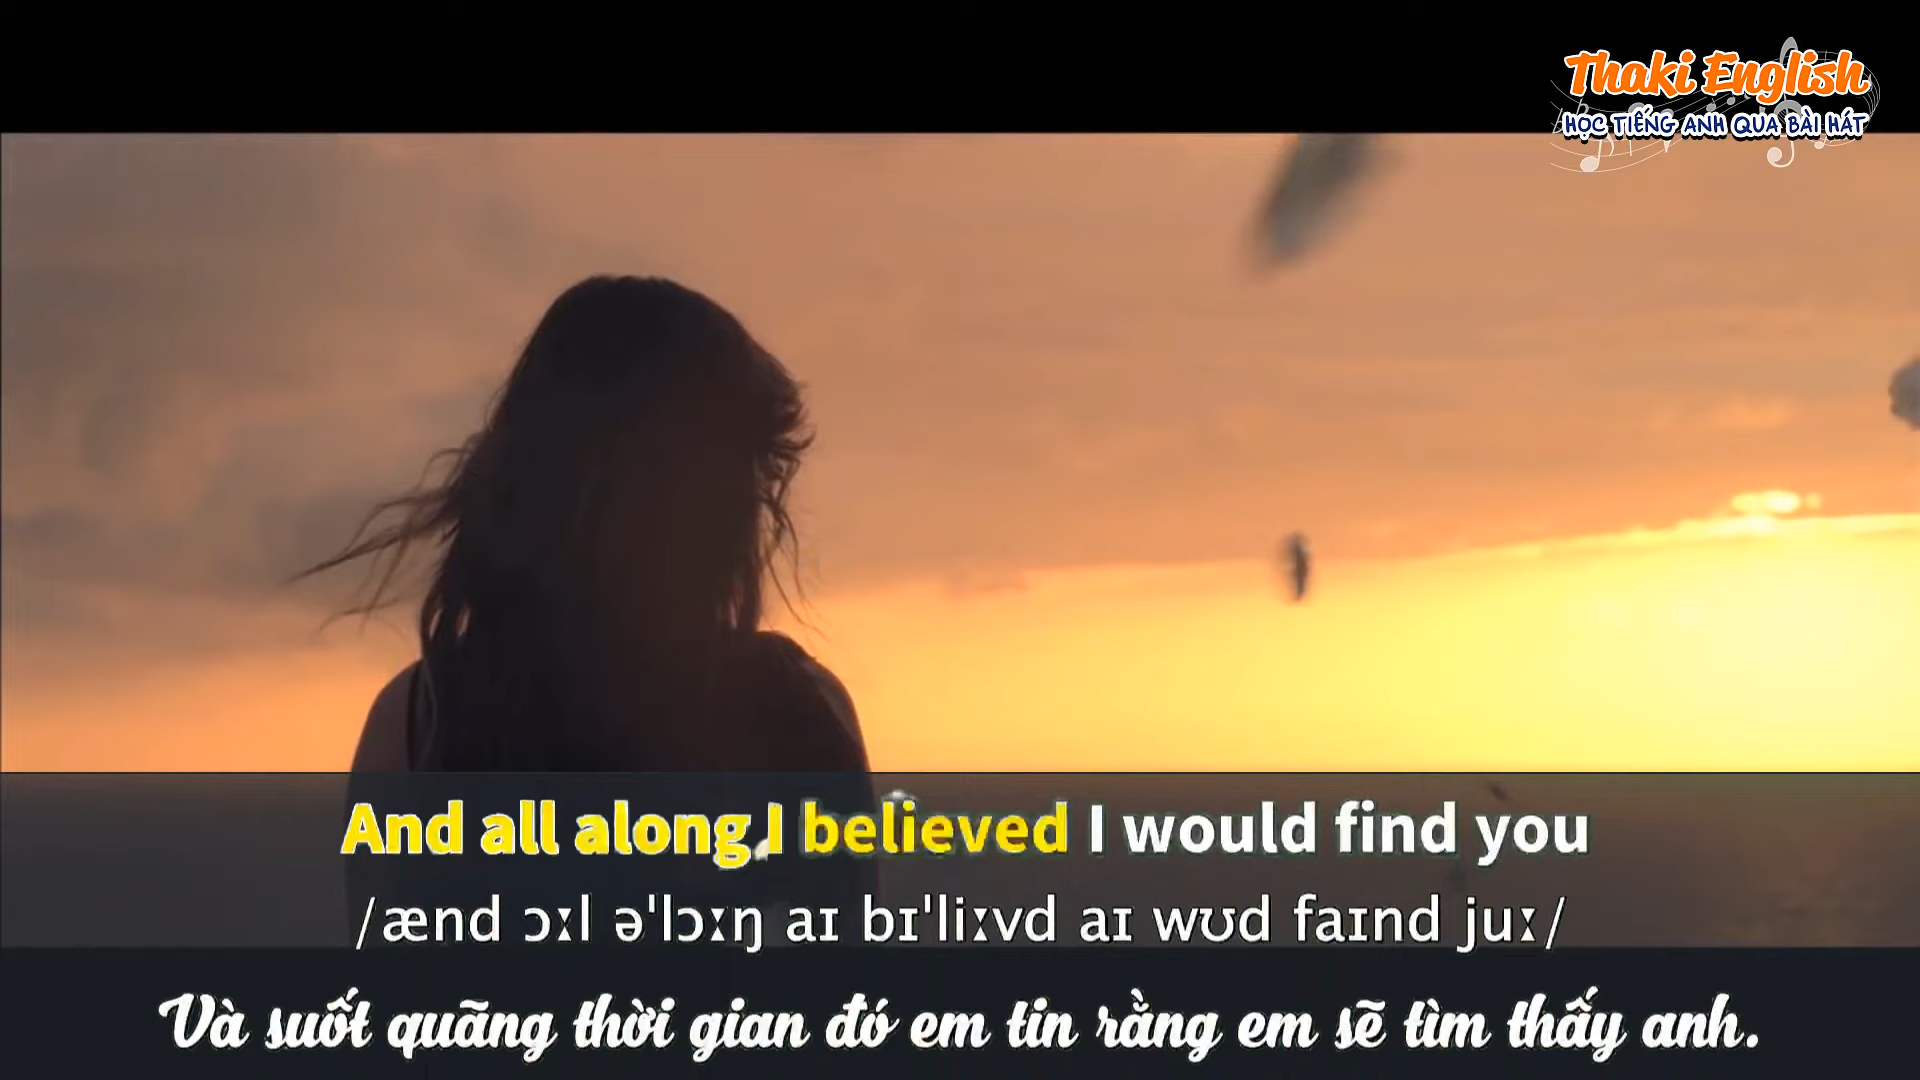 Thaki English
HỌC TIẾNG ANH QUA BÀI HÁT
And all along I believed I would find you
/ænd ɔːl ə'lɔːŋ aɪ bɪ'liːvd aɪ wʊd faɪnd juː/
Và suốt quãng thời gian đó em tin rằng em sẽ tìm thấy anh.